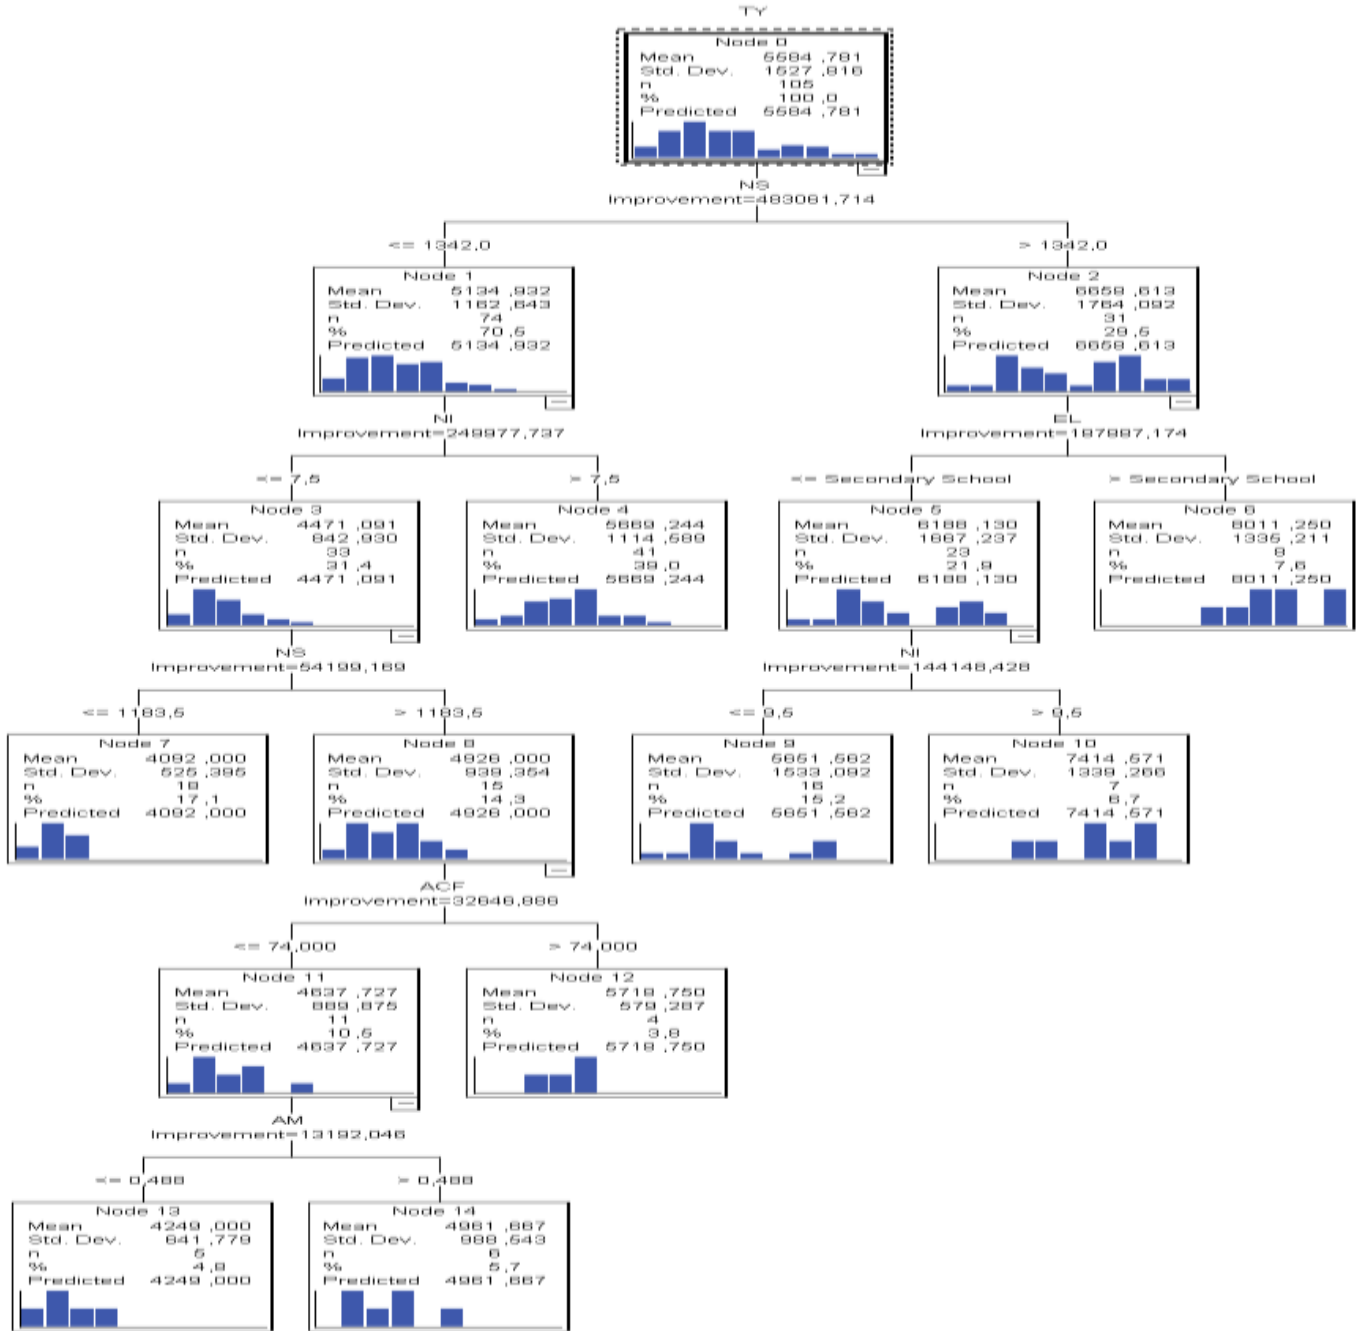 TY
Node 0
Mean 5584,781
Std. Dev. 1527,816
n 105
% 100,0
Predicted 5584,781
NS
Improvement=483061,714
<= 1342,0
> 1342,0
Node 1
Mean 5134,932
Std. Dev. 1162,643
n 74
% 70,5
Predicted 5134,932
Node 2
Mean 6658,613
Std. Dev. 1764,092
n 31
% 29,5
Predicted 6658,613
NI
Improvement=249977,737
EL
Improvement=187887,174
<= 7,5
> 7,5
<= Secondary School
> Secondary School
Node 3
Mean 4471,091
Std. Dev. 842,930
n 33
% 31,4
Predicted 4471,091
Node 4
Mean 5669,244
Std. Dev. 1114,589
n 41
% 39,0
Predicted 5669,244
Node 5
Mean 6188,130
Std. Dev. 1667,237
n 23
% 21,9
Predicted 6188,130
Node 6
Mean 8011,250
Std. Dev. 1335,211
n 8
% 7,6
Predicted 8011,250
NS
Improvement=54199,169
NI
Improvement=144148,428
<= 1183,5
> 1183,5
<= 9,5
> 9,5
Node 7
Mean 4092,000
Std. Dev. 525,395
n 18
% 17,1
Predicted 4092,000
Node 8
Mean 4926,000
Std. Dev. 939,354
n 15
% 14,3
Predicted 4926,000
Node 9
Mean 5651,562
Std. Dev. 1533,092
n 16
% 15,2
Predicted 5651,562
Node 10
Mean 7414,571
Std. Dev. 1339,266
n 7
% 6,7
Predicted 7414,571
ACF
Improvement=32646,886
<= 74,000
> 74,000
Node 11
Mean 4637,727
Std. Dev. 889,875
n 11
% 10,5
Predicted 4637,727
Node 12
Mean 5718,750
Std. Dev. 579,287
n 4
% 3,8
Predicted 5718,750
AM
Improvement=13192,046
<= 0,488
> 0,488
Node 13
Mean 4249,000
Std. Dev. 641,779
n 5
% 4,8
Predicted 4249,000
Node 14
Mean 4961,667
Std. Dev. 988,543
n 6
% 5,7
Predicted 4961,667